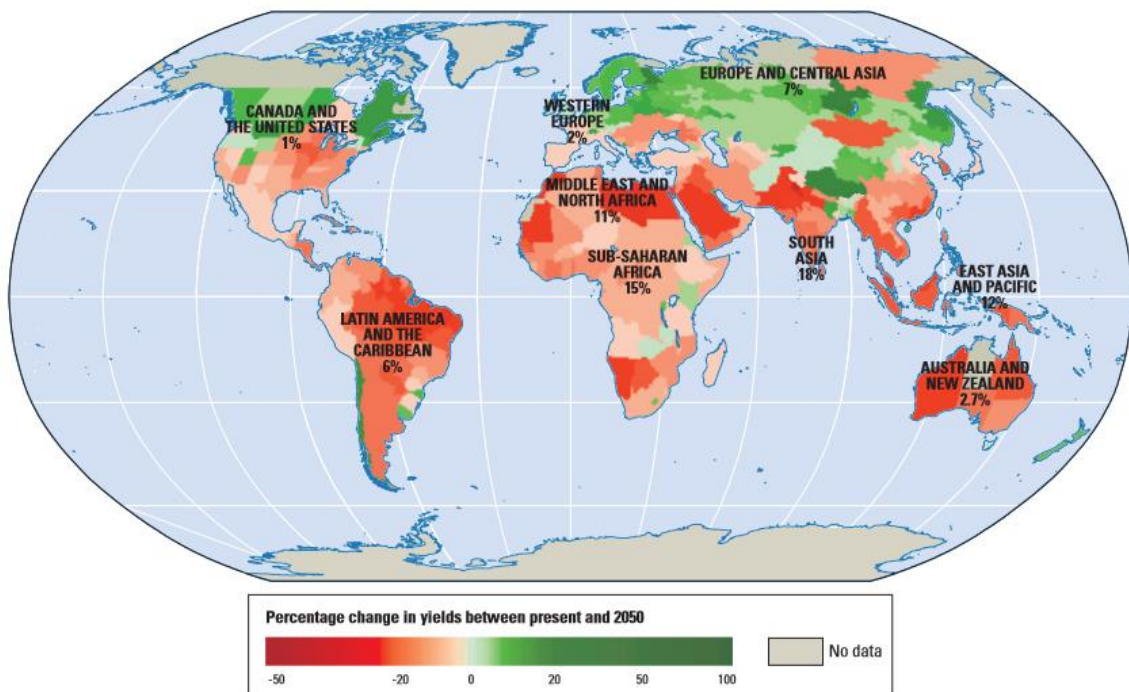 EUROPE AND CENTRAL ASIA
7%
CANADA AND
THE UNITED STATES
1%
WESTERN
EUROPE
2%
MIDDLE EAST AND
NORTH AFRICA
11%
SUB-SAHARAN
AFRICA
15%
SOUTH
ASIA
18%
EAST ASIA
AND PACIFIC
12%
LATIN AMERICA
AND THE
CARIBBEAN
6%
AUSTRALIA AND
NEW ZEALAND
2.7%
Percentage change in yields between present and 2050
-50 -20 0 20 50 100
No data